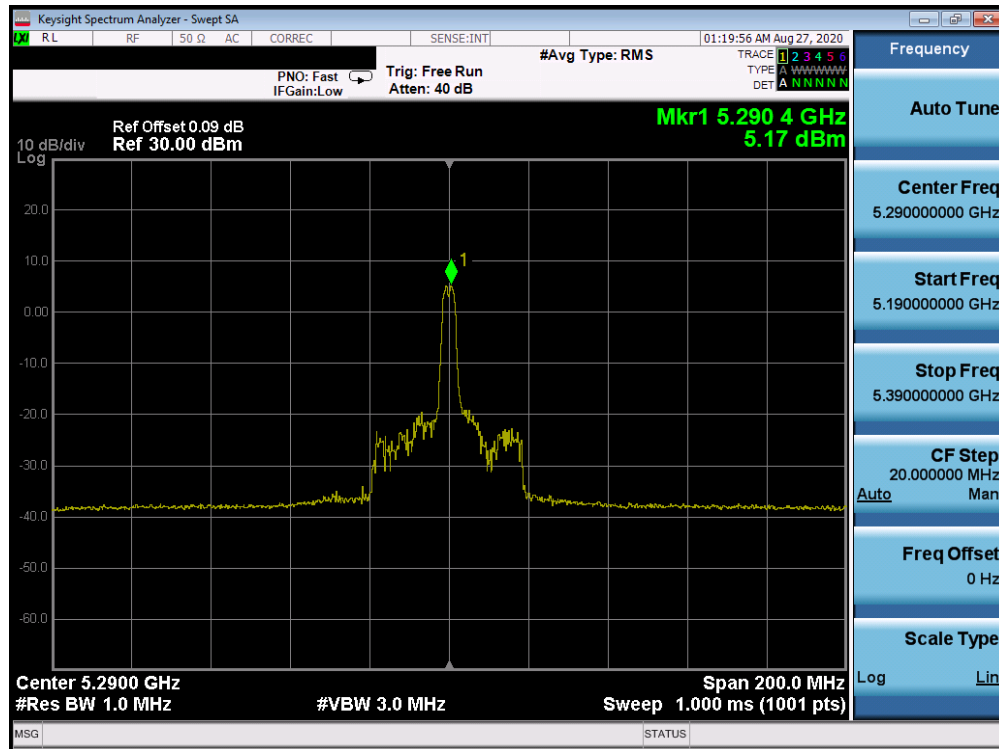 Keysight Spectrum Analyzer - Swept SA
LXI RL RF 50 Ω AC CORREC SENSE:INT 01:19:56 AM Aug 27, 2020
#Avg Type: RMS
TRACE 1 2 3 4 5 6
PNO: Fast Trig: Free Run
TYPE A WWWWW
IFGain:Low Atten: 40 dB
DET A N N N N N
Mkr1 5.290 4 GHz
5.17 dBm
Ref Offset 0.09 dB
10 dB/div Ref 30.00 dBm
Log
20.0
10.0
1
0.00
-10.0
-20.0
-30.0
-40.0
-50.0
-60.0
Center 5.2900 GHz Span 200.0 MHz
#Res BW 1.0 MHz #VBW 3.0 MHz Sweep 1.000 ms (1001 pts)
MSG STATUS
Frequency
Auto Tune
Center Freq
5.290000000 GHz
Start Freq
5.190000000 GHz
Stop Freq
5.390000000 GHz
CF Step
20.000000 MHz
Auto Man
Freq Offset
0 Hz
Scale Type
Log Lin